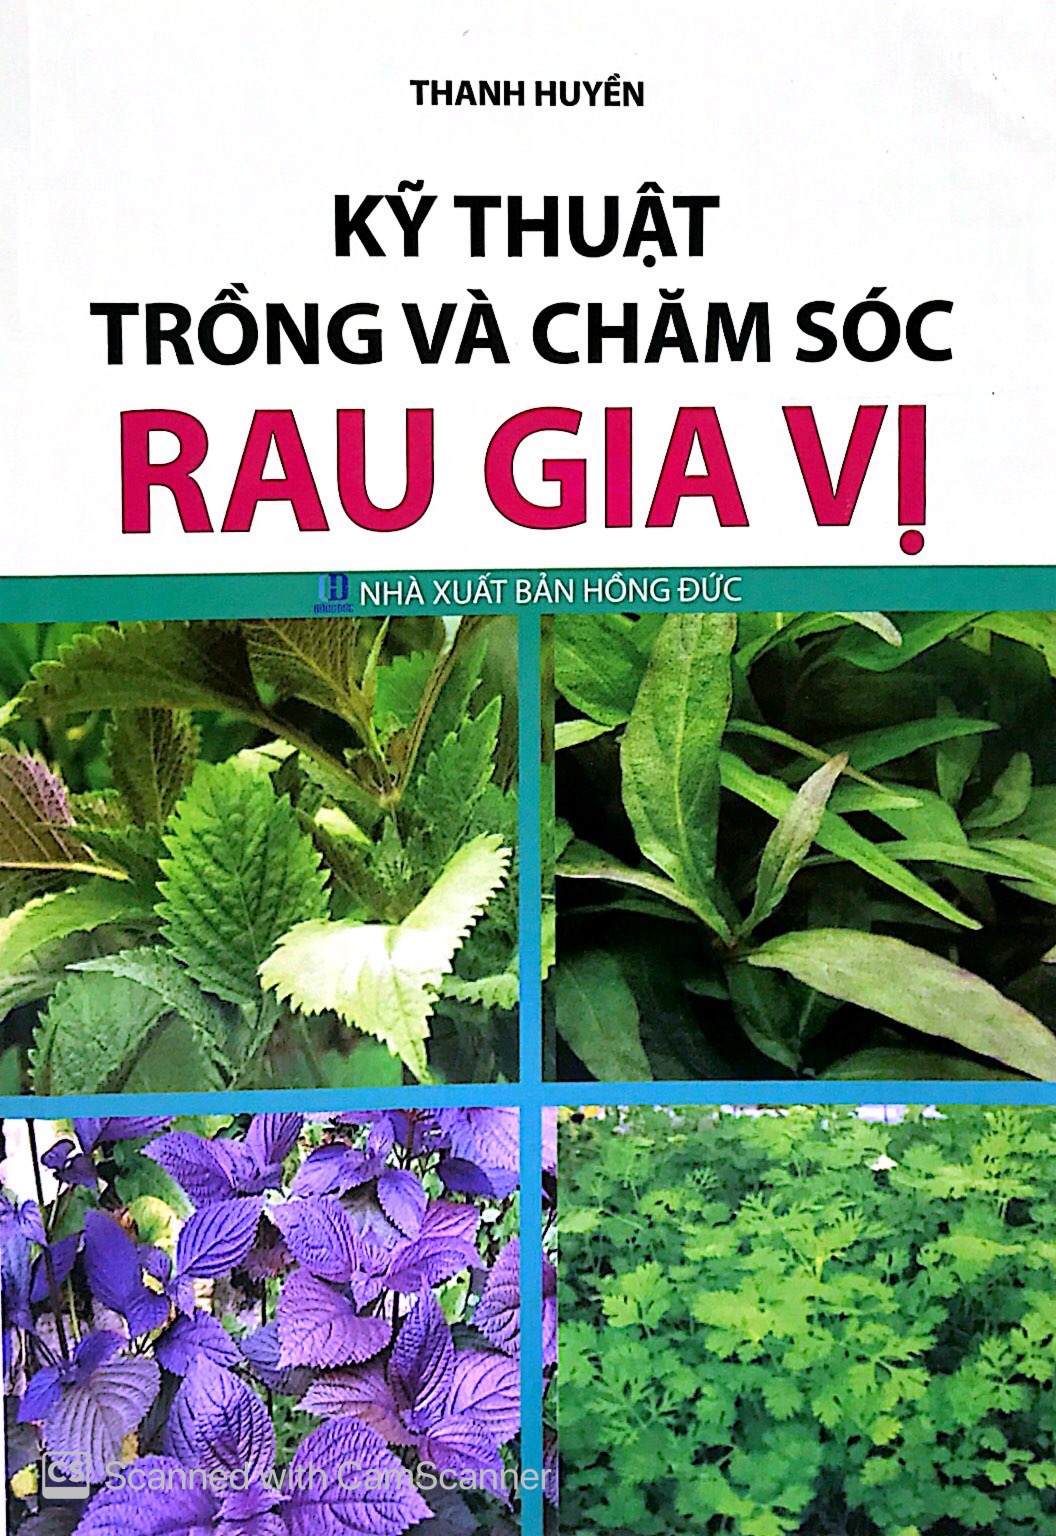 THANH HUYỀN
KỸ THUẬT
TRỒNG VÀ CHĂM SÓC
RAU GIA VỊ
NHÀ XUẤT BẢN HỒNG ĐỨC
CS Scanned with CamScanner